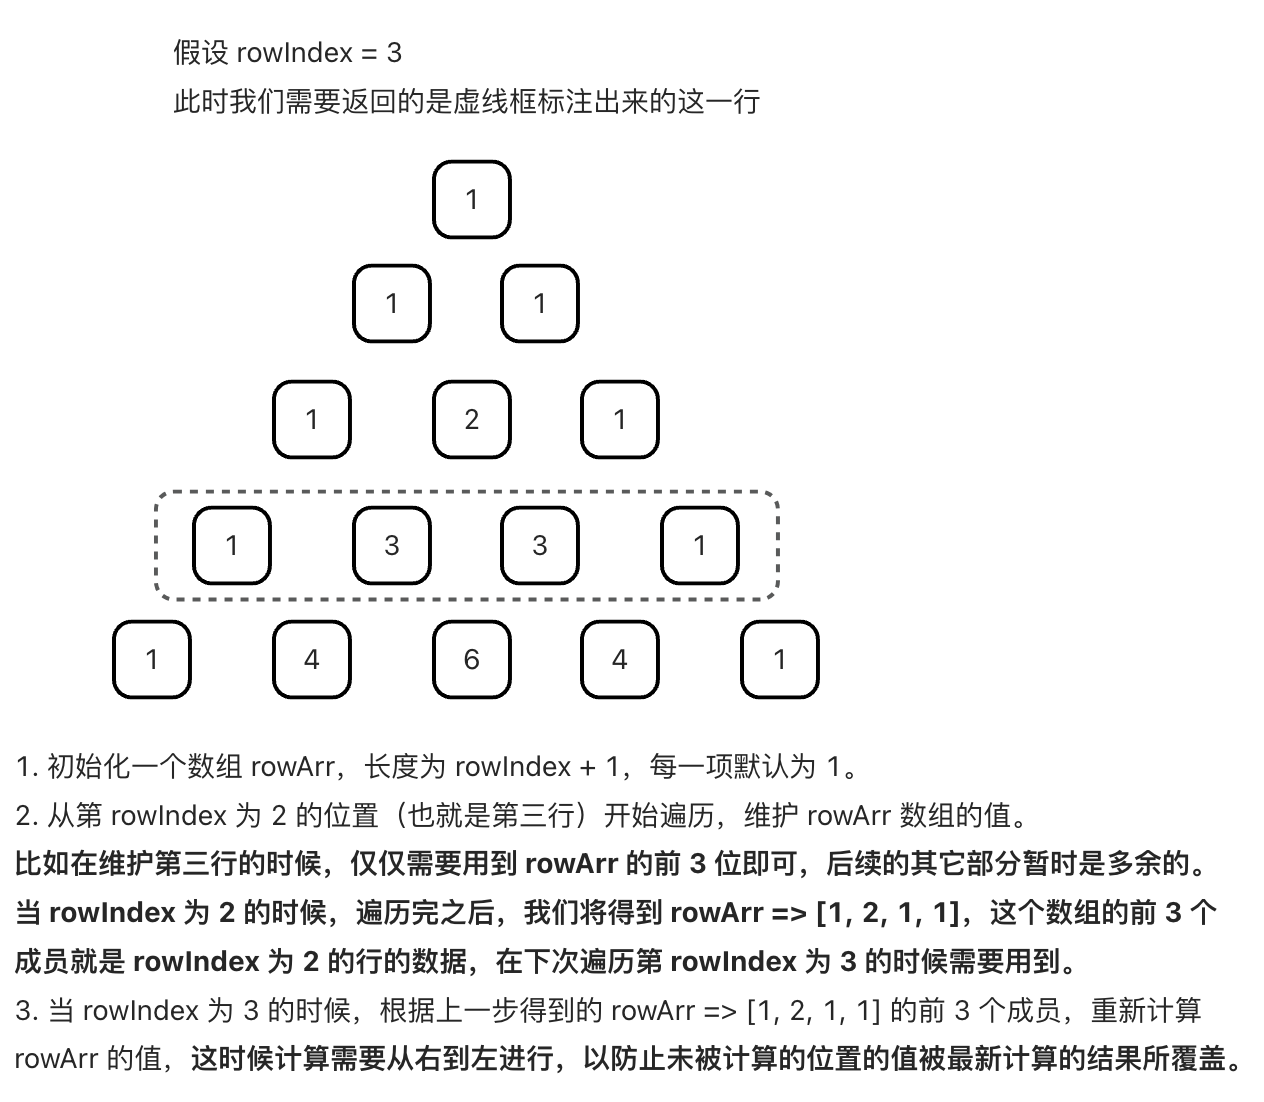 假设 rowIndex = 3
此时我们需要返回的是虚线框标注出来的这一行
1
1 1
1 2 1
1 3 3 1
1 4 6 4 1
1. 初始化一个数组 rowArr，长度为 rowIndex + 1，每一项默认为 1。
2. 从第 rowIndex 为 2 的位置（也就是第三行）开始遍历，维护 rowArr 数组的值。
比如在维护第三行的时候，仅仅需要用到 rowArr 的前 3 位即可，后续的其它部分暂时是多余的。
当 rowIndex 为 2 的时候，遍历完之后，我们将得到 rowArr => [1, 2, 1, 1]，这个数组的前 3 个
成员就是 rowIndex 为 2 的行的数据，在下次遍历第 rowIndex 为 3 的时候需要用到。
3. 当 rowIndex 为 3 的时候，根据上一步得到的 rowArr => [1, 2, 1, 1] 的前 3 个成员，重新计算
rowArr 的值，这时候计算需要从右到左进行，以防止未被计算的位置的值被最新计算的结果所覆盖。